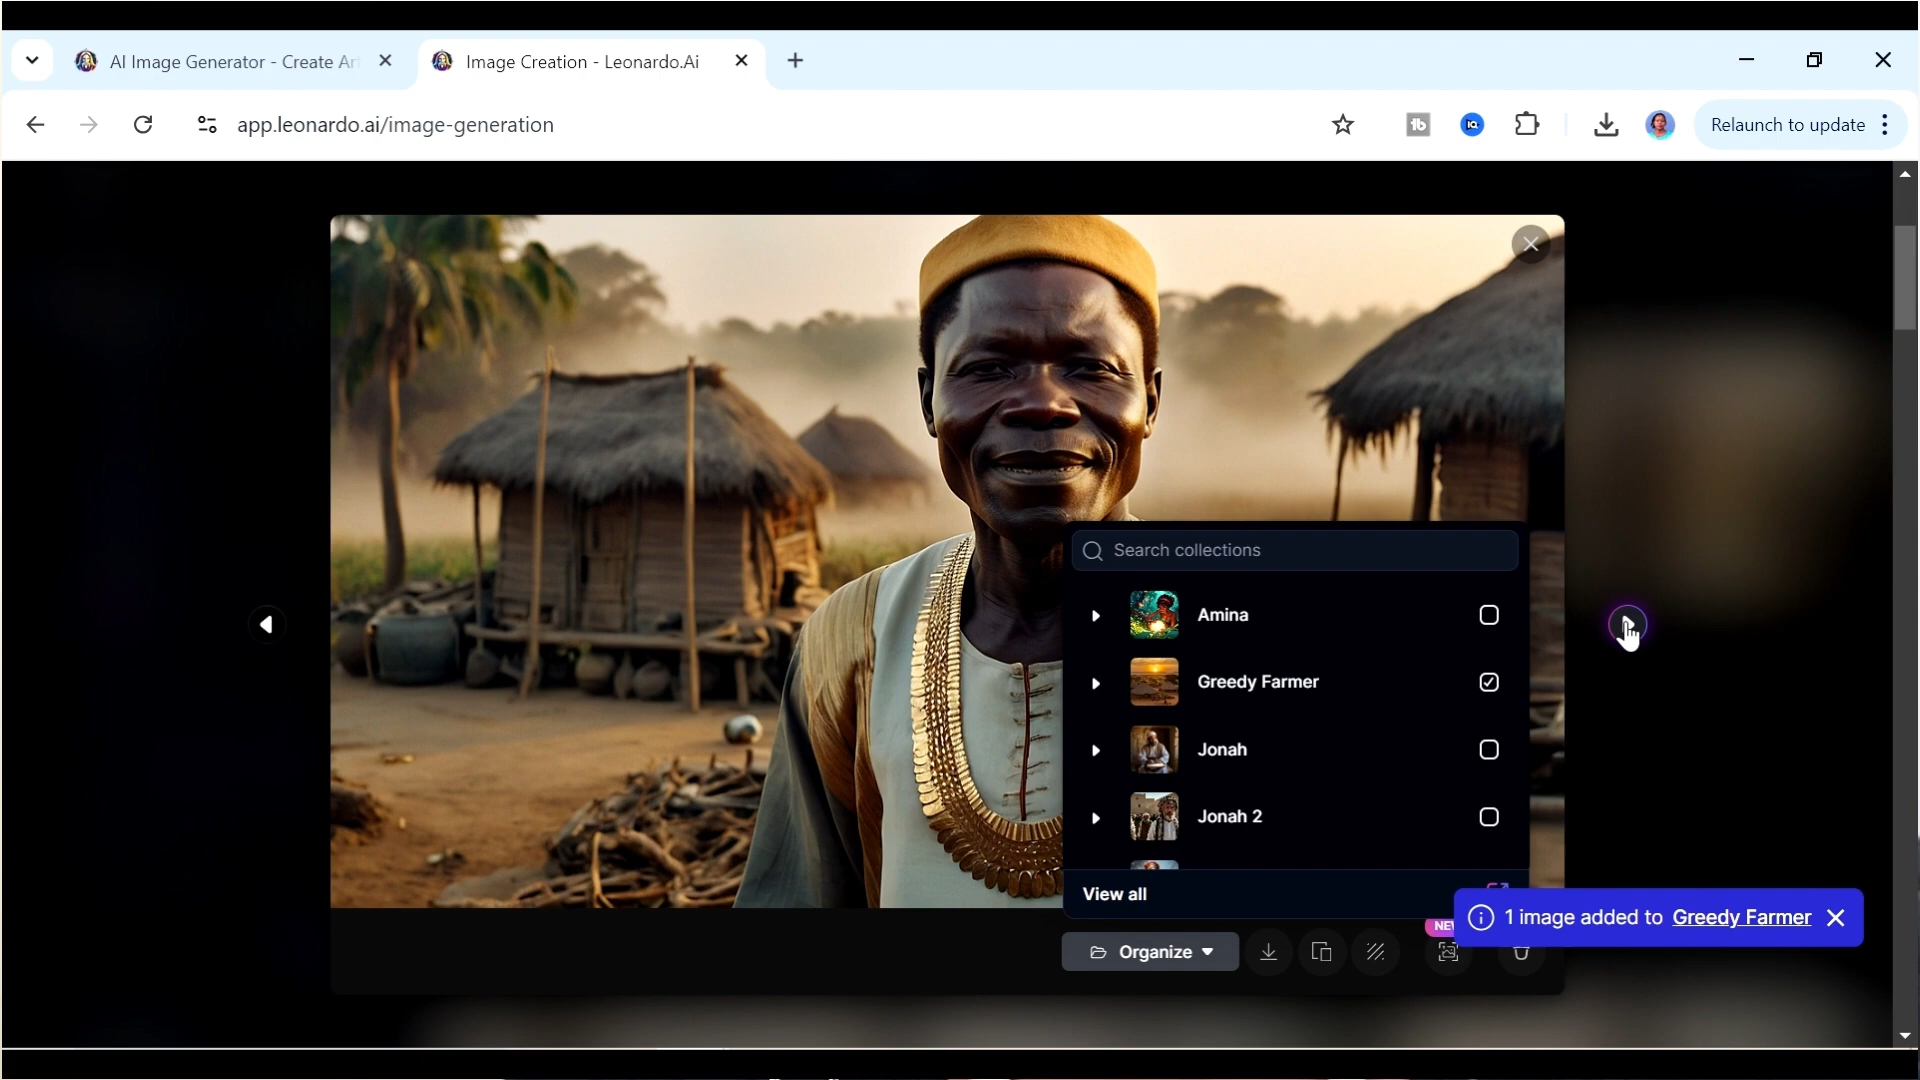 AI Image Generator - Create Ar
Image Creation - Leonardo.Ai
app.leonardo.ai/image-generation
Relaunch to update
Search collections
Amina
Greedy Farmer
Jonah
Jonah 2
View all
NEW
1 image added to Greedy Farmer
Organize